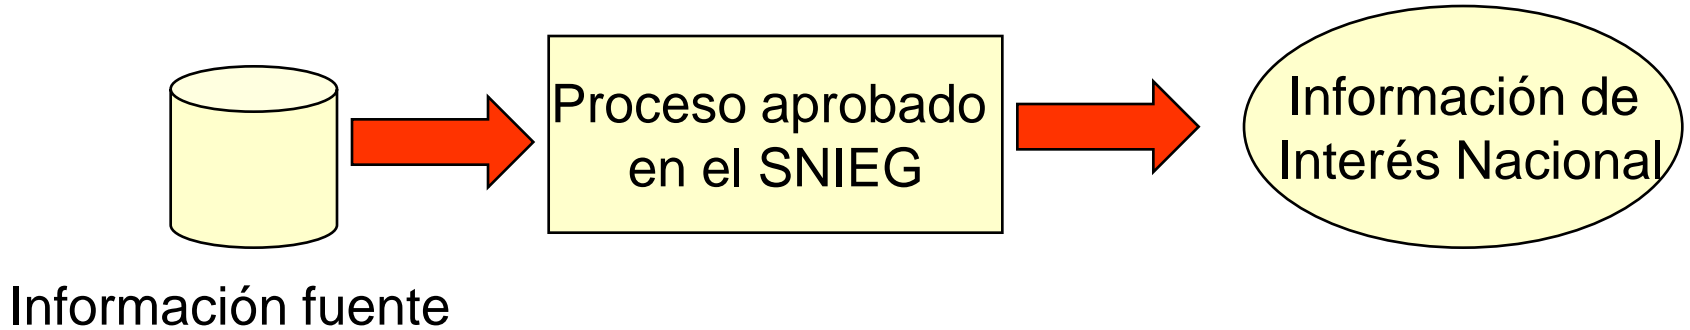 Proceso aprobado
en el SNIEG
Información de
Interés Nacional
Información fuente